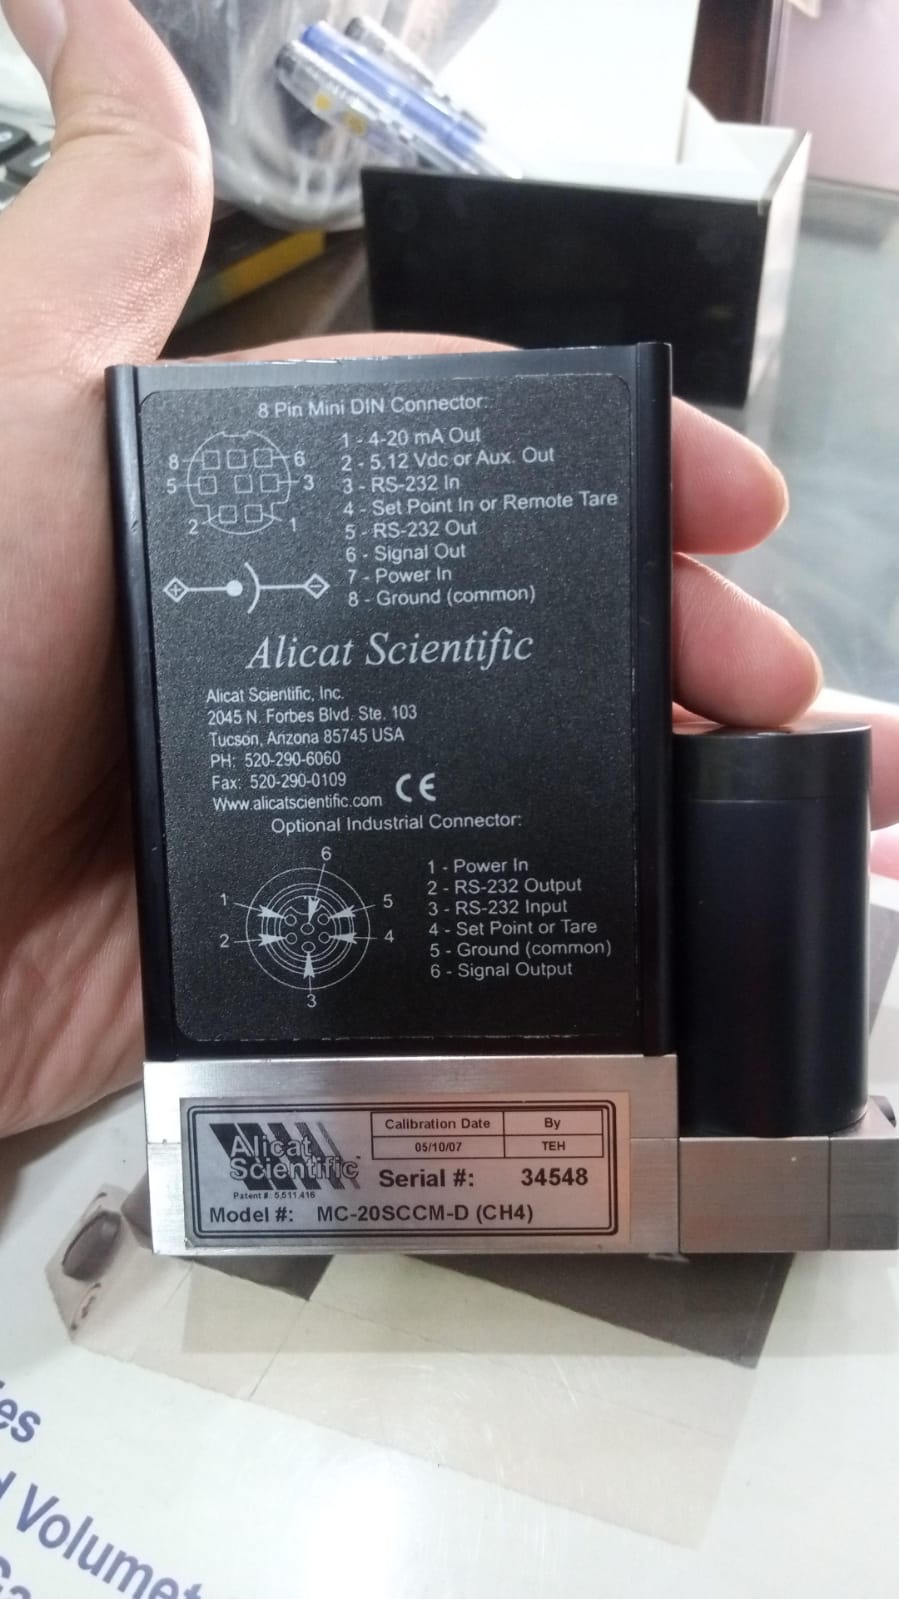 8 Pin Mini DIN Connector:
8
6
5
3
2
1
1 - 4-20 mA Out
2 - 5.12 Vdc or Aux. Out
3 - RS-232 In
4 - Set Point In or Remote Tare
5 - RS-232 Out
6 - Signal Out
7 - Power In
8 - Ground (common)
+
-
Alicat Scientific
Alicat Scientific, Inc.
2045 N. Forbes Blvd. Ste. 103
Tucson, Arizona 85745 USA
PH: 520-290-6060
Fax: 520-290-0109
Www.alicatscientific.com CE
Optional Industrial Connector:
6
1
5
2
4
3
1 - Power In
2 - RS-232 Output
3 - RS-232 Input
4 - Set Point or Tare
5 - Ground (common)
6 - Signal Output
Alicat
Scientific™
Patent #: 5,511,416
Calibration Date By
05/10/07 TEH
Serial #: 34548
Model #: MC-20SCCM-D (CH4)